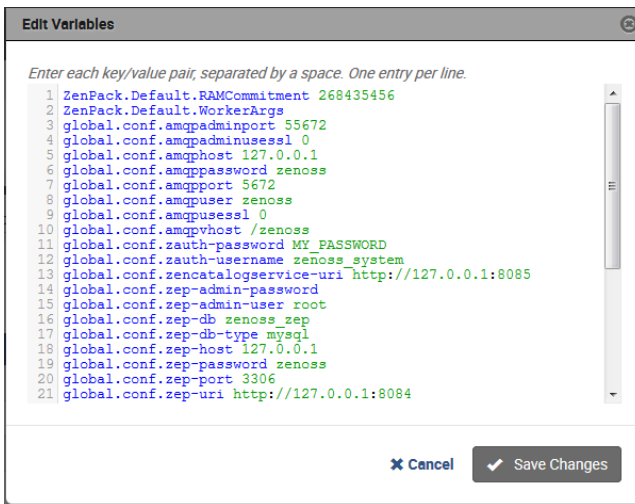 Edit Variables
Enter each key/value pair, separated by a space. One entry per line.
1 ZenPack.Default.RAMCommitment 268435456
2 ZenPack.Default.WorkerArgs
3 global.conf.amqpadminport 55672
4 global.conf.amqpadminusessl 0
5 global.conf.amqphost 127.0.0.1
6 global.conf.amqppassword zenoss
7 global.conf.amqpport 5672
8 global.conf.amqpuser zenoss
9 global.conf.amqpusessl 0
10 global.conf.amqpvhost /zenoss
11 global.conf.zauth-password MY_PASSWORD
12 global.conf.zauth-username zenoss_system
13 global.conf.zencatalogservice-uri http://127.0.0.1:8085
14 global.conf.zep-admin-password
15 global.conf.zep-admin-user root
16 global.conf.zep-db zenoss_zep
17 global.conf.zep-db-type mysql
18 global.conf.zep-host 127.0.0.1
19 global.conf.zep-password zenoss
20 global.conf.zep-port 3306
21 global.conf.zep-uri http://127.0.0.1:8084
Cancel
Save Changes